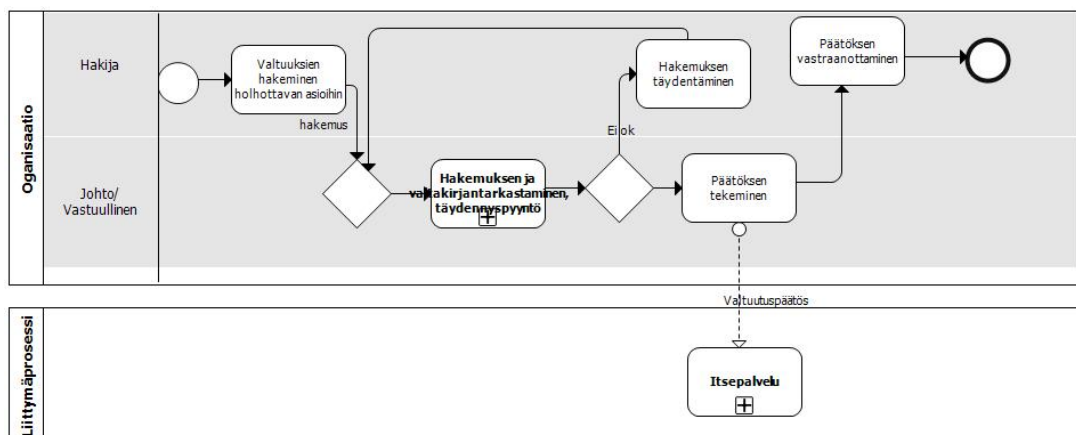 Oganisaatio
Hakija
Valtuuksien
hakeminen
holhottavan asioihin
hakemus
Hakemuksen
täydentäminen
Päätöksen
vastraanottaminen
Ei ok
Johto/
Vastuullinen
Hakemuksen ja
valtakirjantarkastaminen,
täydennyspyyntö
Päätöksen
tekeminen
Valtuutuspäätös
Liittymäprosessi
Itsepalvelu